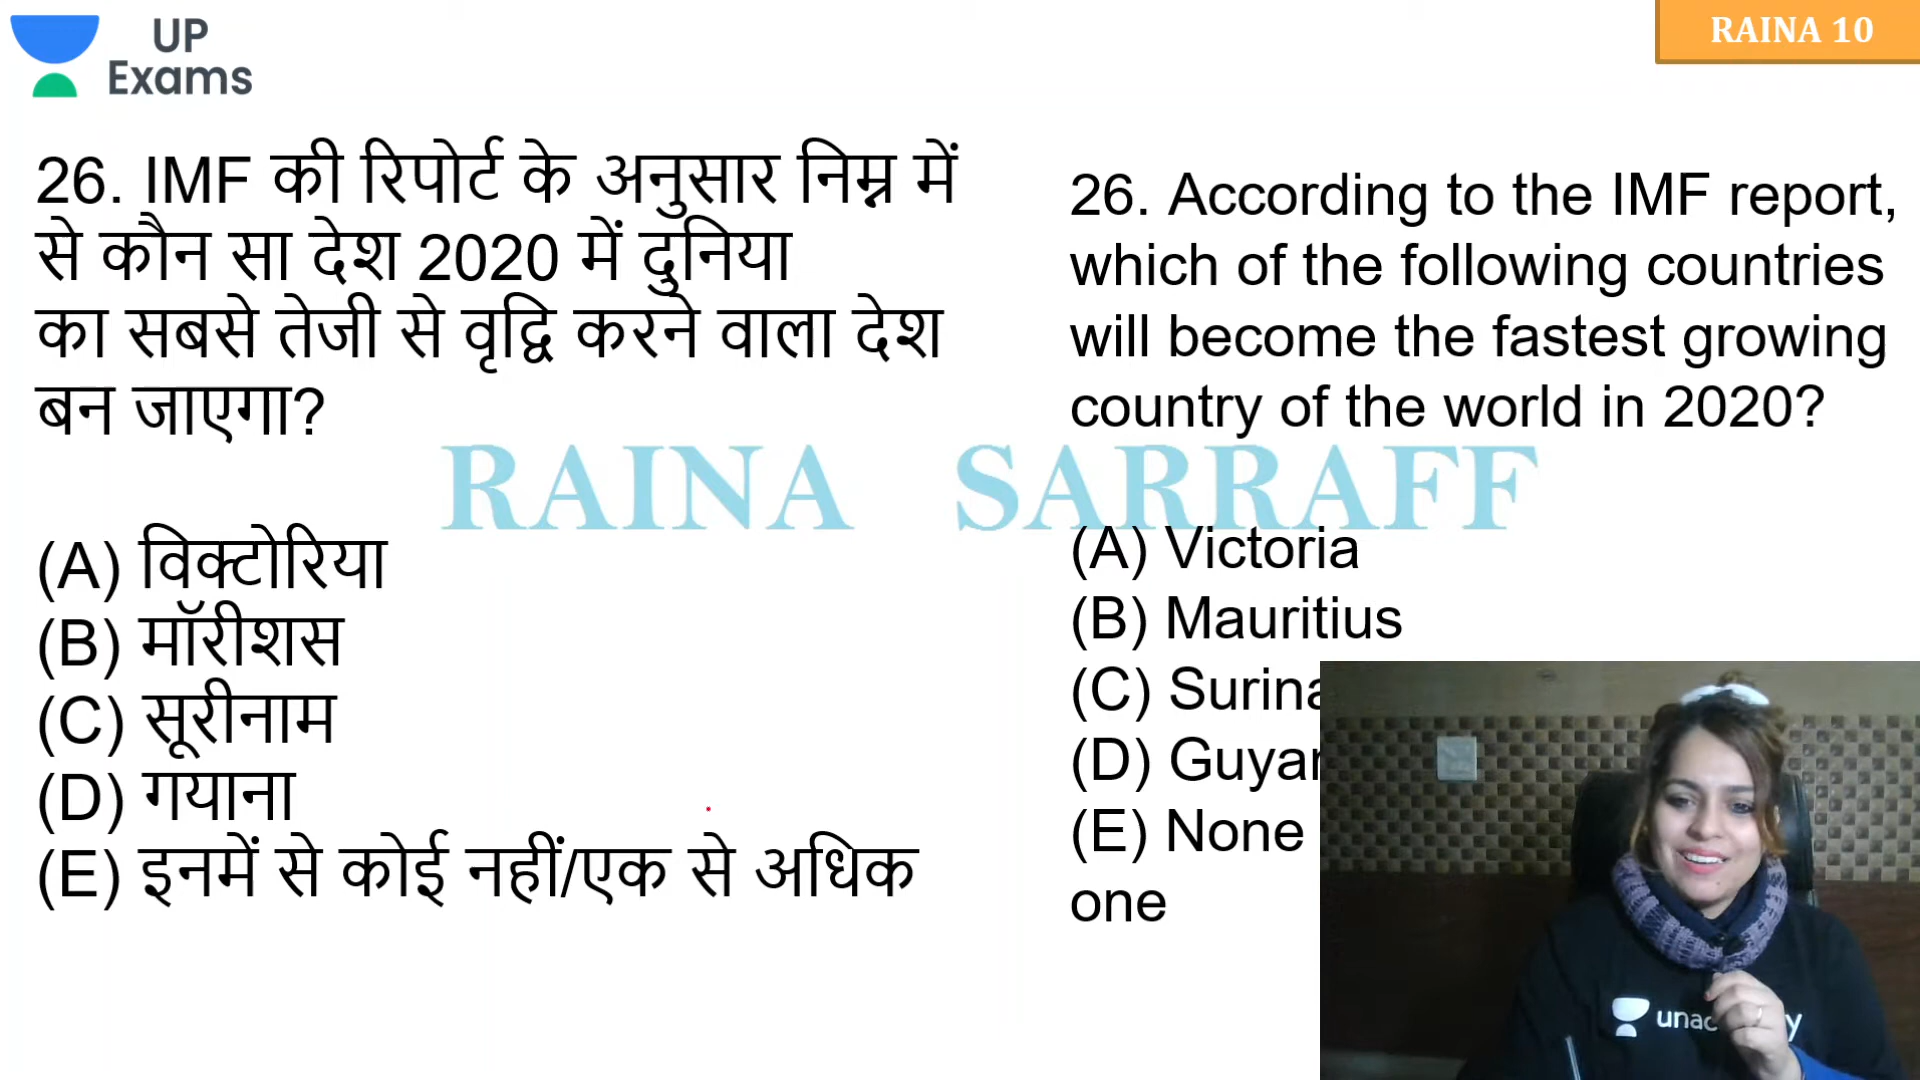 UP
Exams
RAINA 10
26. IMF की रिपोर्ट के अनुसार निम्न में
से कौन सा देश 2020 में दुनिया
का सबसे तेजी से वृद्वि करने वाला देश
बन जाएगा?
(A) विक्टोरिया
(B) मॉरीशस
(C) सूरीनाम
(D) गयाना
(E) इनमें से कोई नहीं/एक से अधिक
26. According to the IMF report,
which of the following countries
will become the fastest growing
country of the world in 2020?
RAINA SARRAFF
(A) Victoria
(B) Mauritius
(C)
(D)
(E) None
one